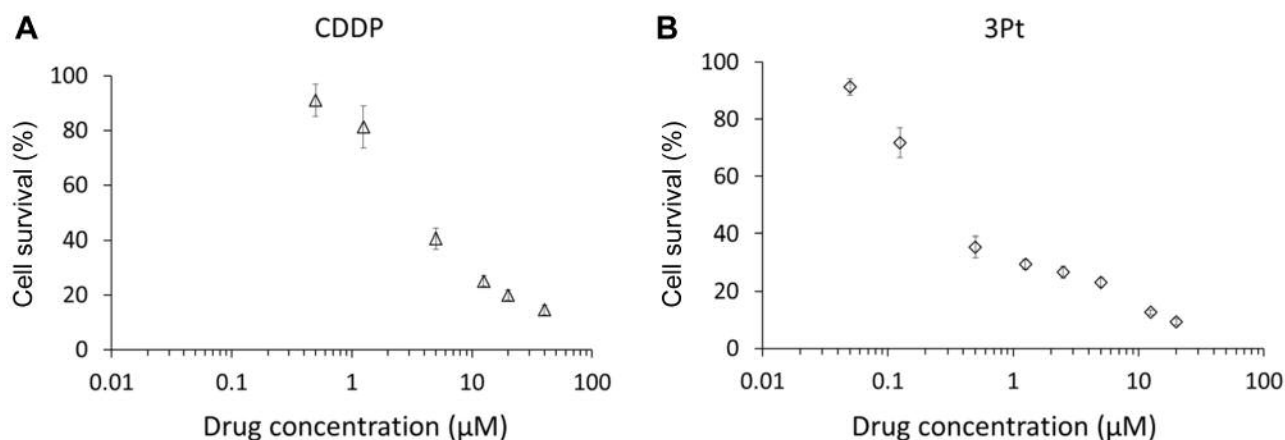 A
CDDP
Cell survival (%)
100
80
60
40
20
0
0.01 0.1 1 10 100
Drug concentration (μM)
B
3Pt
Cell survival (%)
100
80
60
40
20
0
0.01 0.1 1 10 100
Drug concentration (μM)